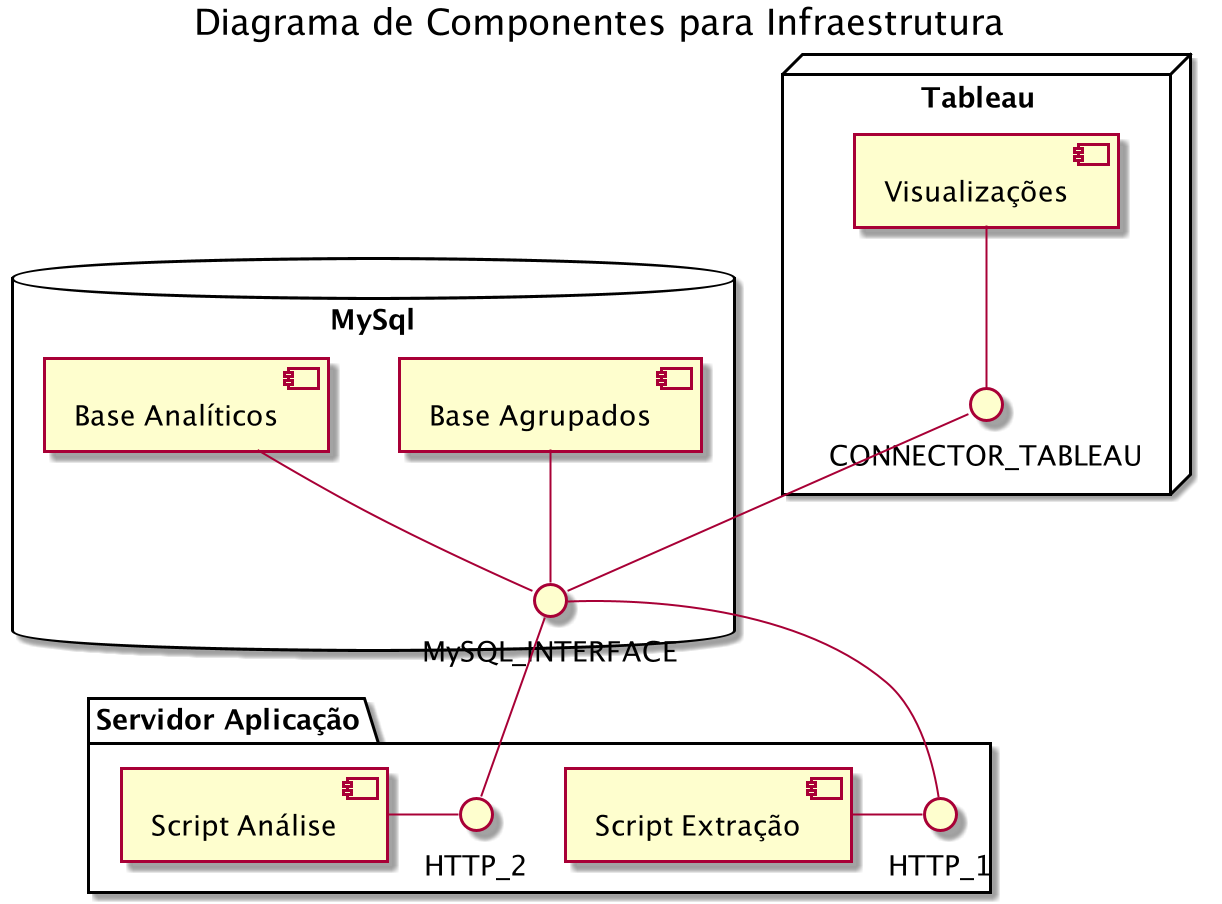 Diagrama de Componentes para Infraestrutura
Tableau
Visualizações
MySql
Base Analíticos
Base Agrupados
CONNECTOR_TABLEAU
MySQL_INTERFACE
Servidor Aplicação
Script Análise
Script Extração
HTTP_2
HTTP_1